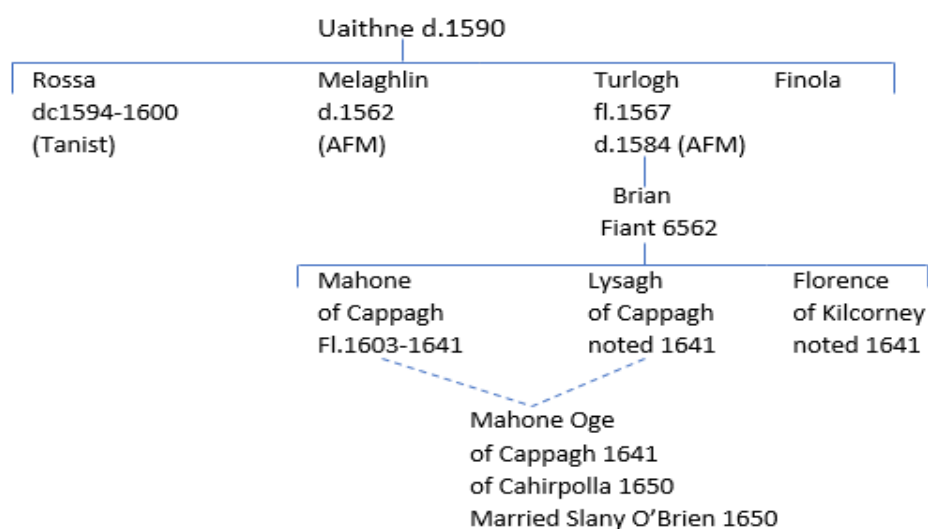 Uaithne d.1590
Rossa
dc1594-1600
(Tanist)
Melaghlin
d.1562
(AFM)
Turlogh
fl.1567
d.1584 (AFM)
Finola
Brian
Fiant 6562
Mahone
of Cappagh
Fl.1603-1641
Lysagh
of Cappagh
noted 1641
Florence
of Kilcorney
noted 1641
Mahone Oge
of Cappagh 1641
of Cahirpolla 1650
Married Slany O’Brien 1650